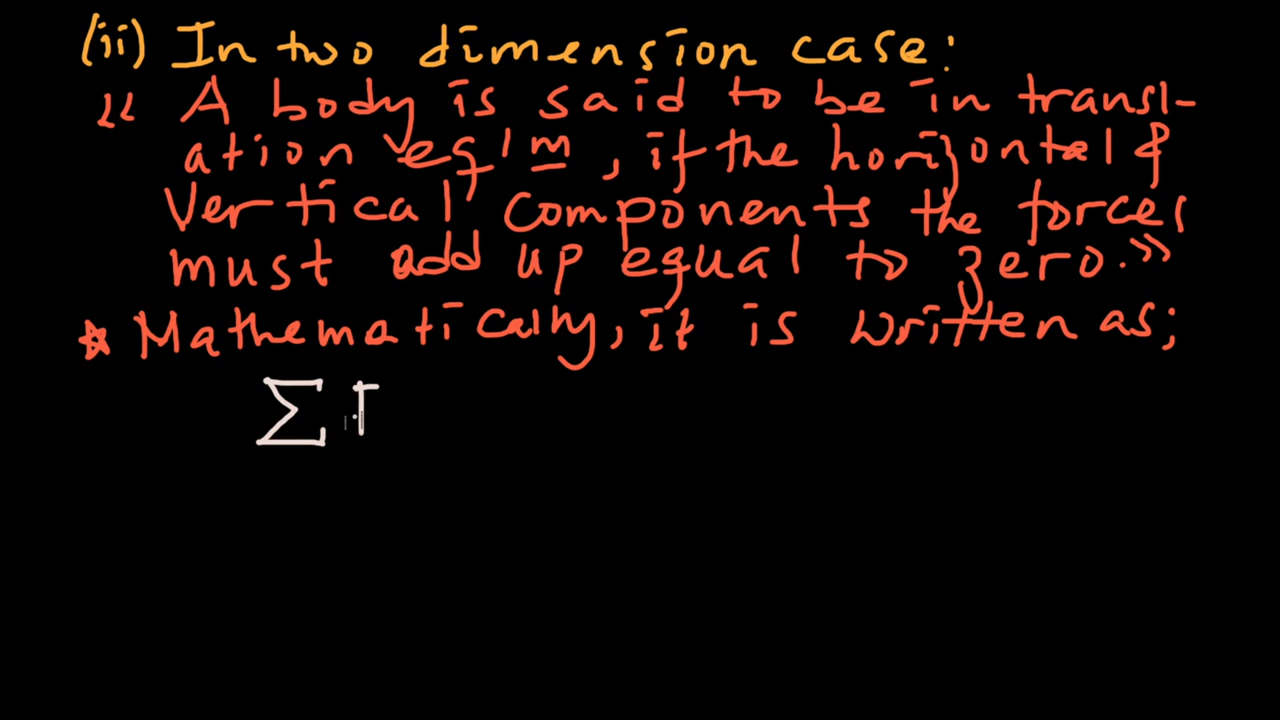 (ii) In two dimension case:
“ A body is said to be in transl-
ation eqlm, if the horizontal &
Vertical components the forces
must add up equal to zero.”
* Mathematically, it is written as;
Σ